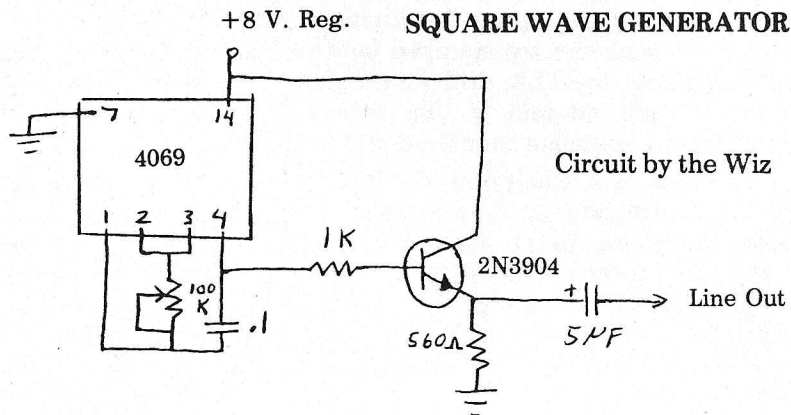 +8 V. Reg.
SQUARE WAVE GENERATOR
7
14
4069
Circuit by the Wiz
1
2
3
4
1K
2N3904
100
K
.1
+
Line Out
560Ω
5µF